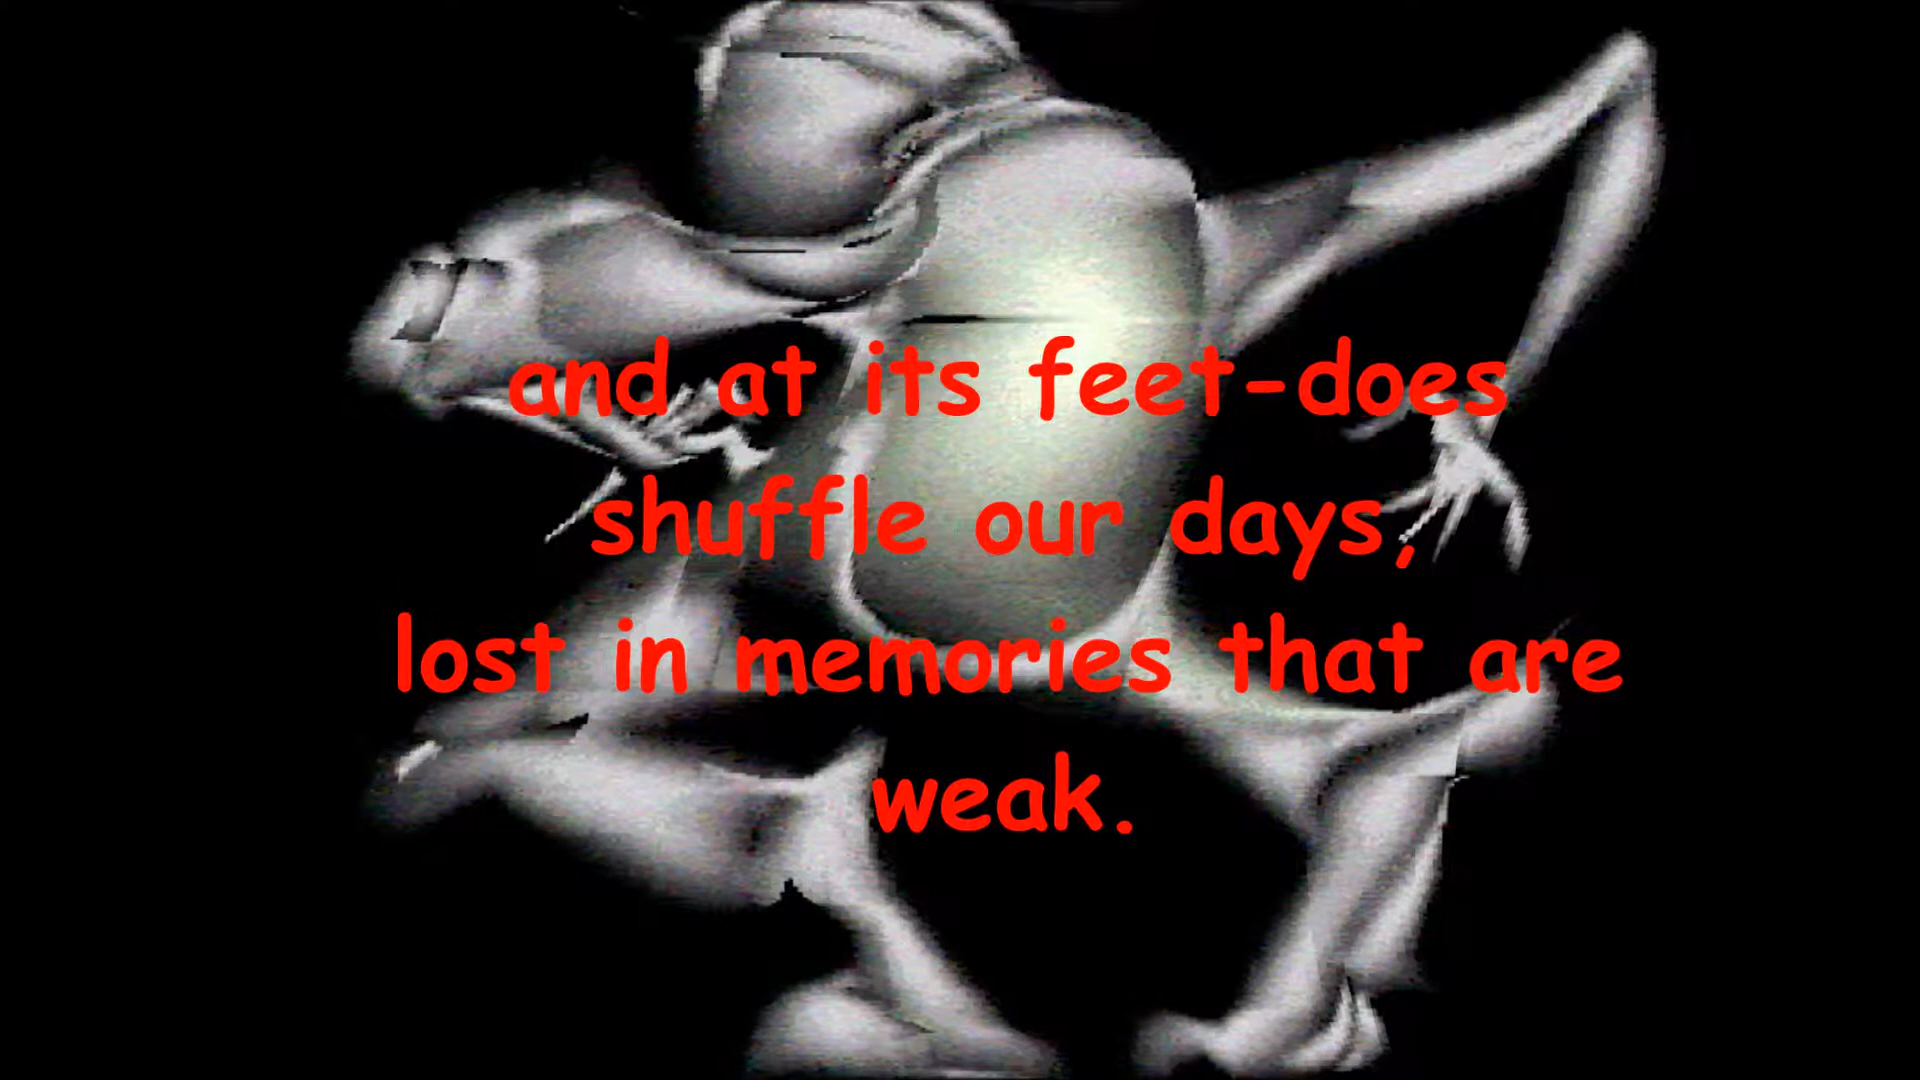 and at its feet-does
shuffle our days,
lost in memories that are
weak.